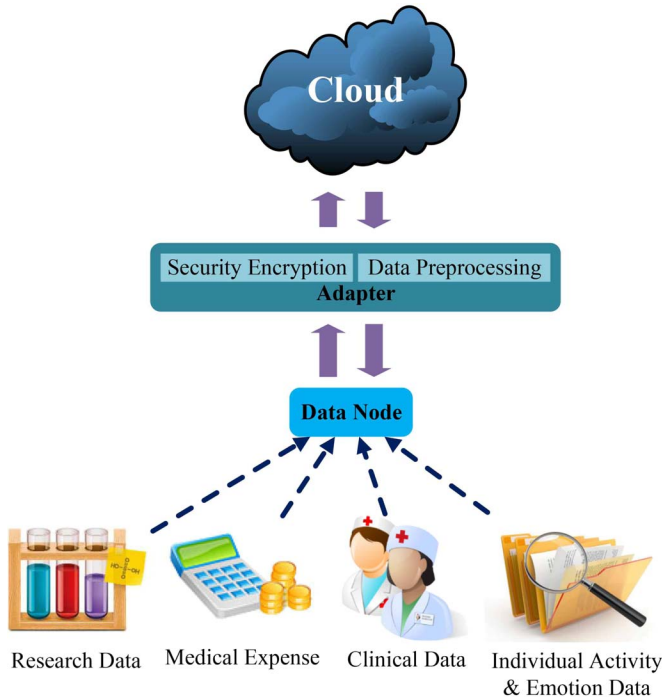 Cloud
Security Encryption
Data Preprocessing
Adapter
Data Node
Research Data
Medical Expense
Clinical Data
Individual Activity
& Emotion Data